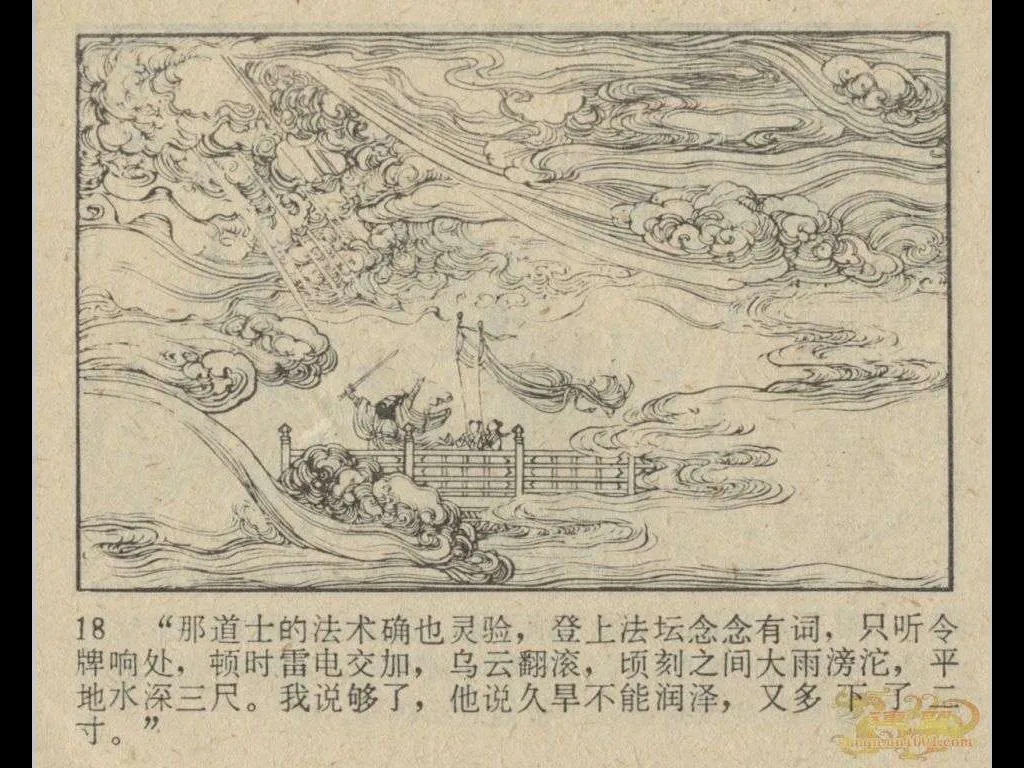 18 “那道士的法术确也灵验，登上法坛念念有词，只听令
牌响处，顿时雷电交加，乌云翻滚，顷刻之间大雨滂沱，平
地水深三尺。我说够了，他说久旱不能润泽，又多下了二
寸。”